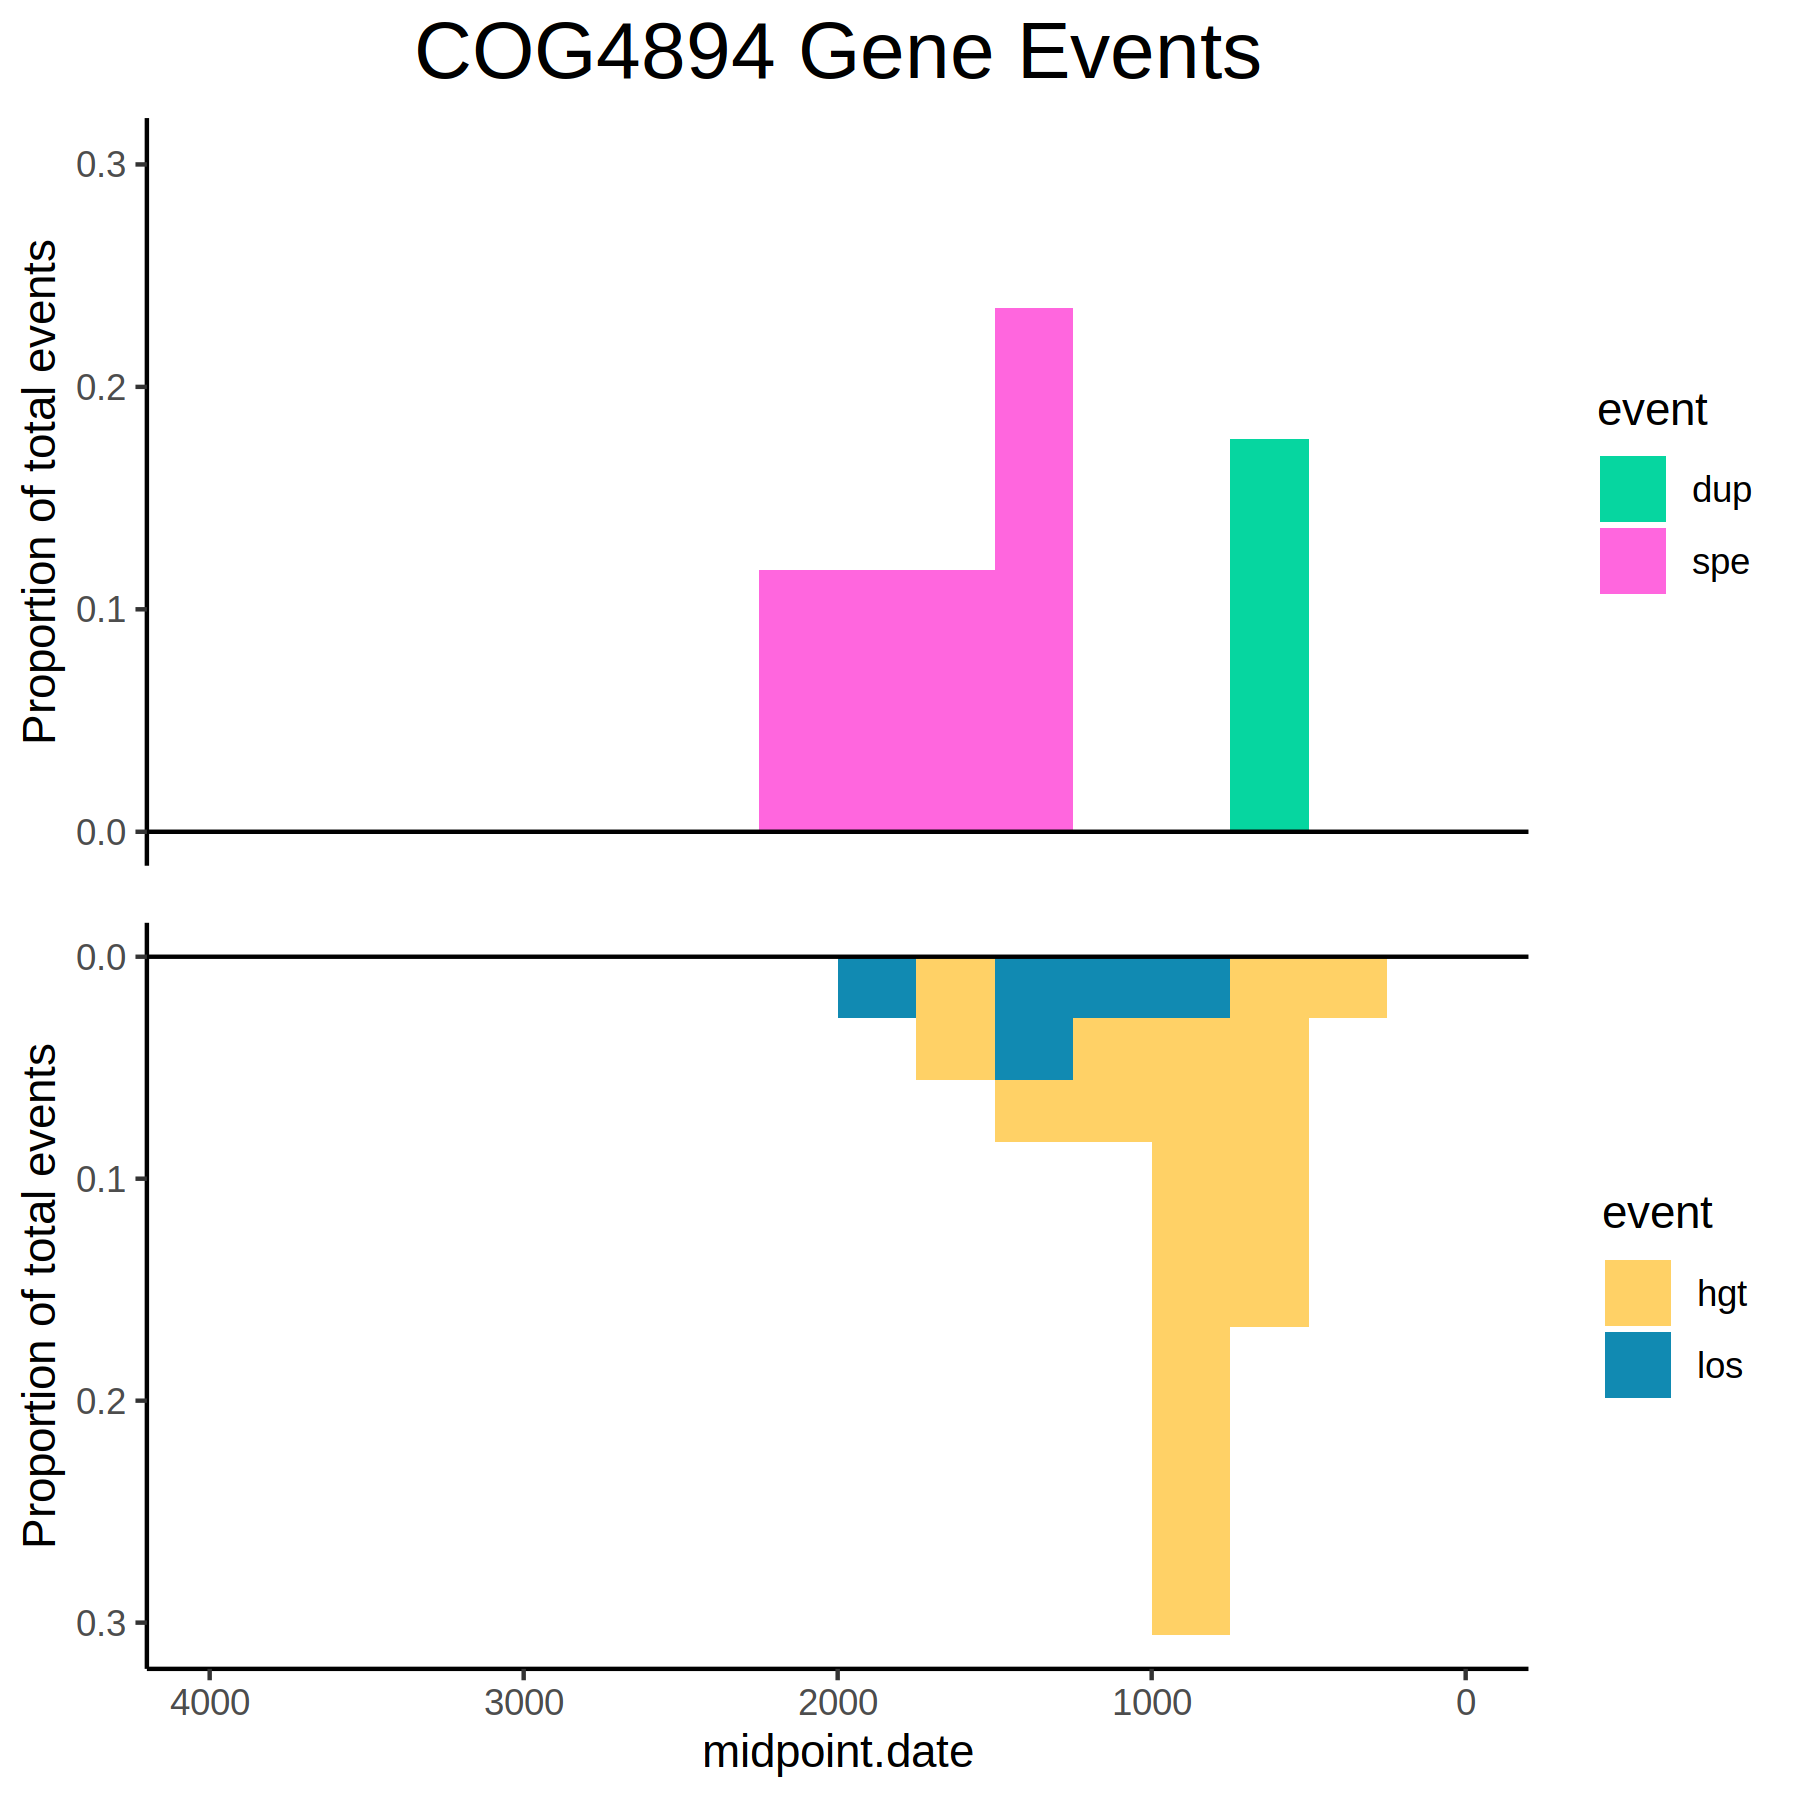 COG4894 Gene Events
0.3
0.2
0.1
0.0
Proportion of total events
event
dup
spe
0.0
0.1
0.2
0.3
Proportion of total events
event
hgt
los
4000 3000 2000 1000 0
midpoint.date